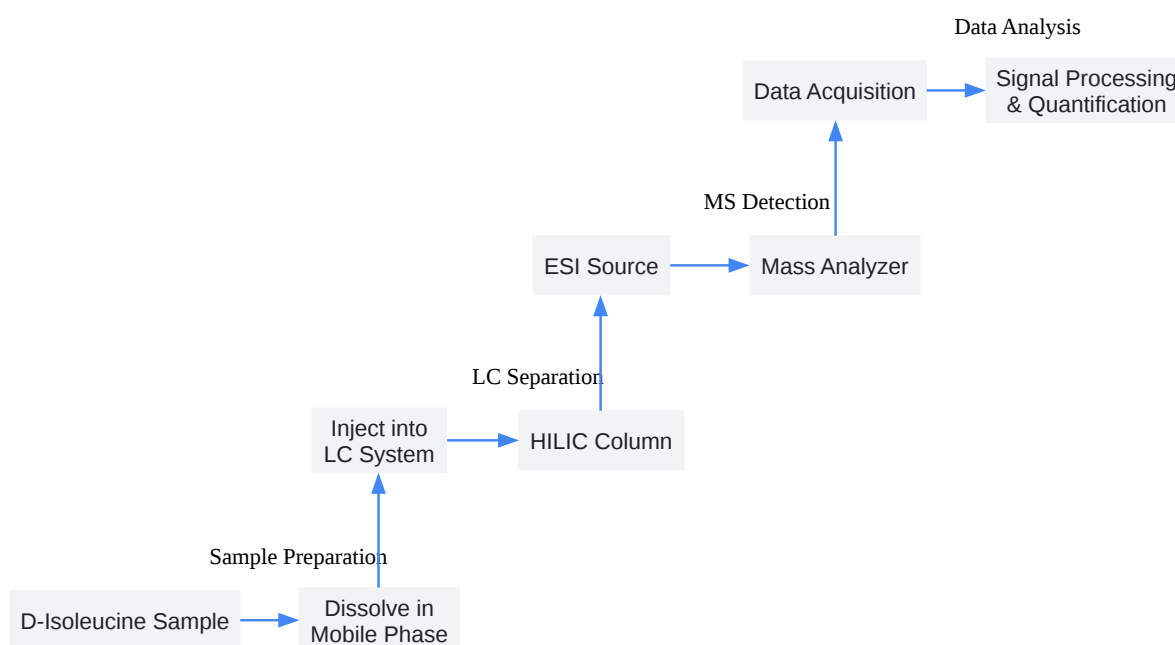 Data Analysis
Data Acquisition
Signal Processing
& Quantification
MS Detection
ESI Source
Mass Analyzer
LC Separation
Inject into
LC System
HILIC Column
Sample Preparation
D-Isoleucine Sample
Dissolve in
Mobile Phase